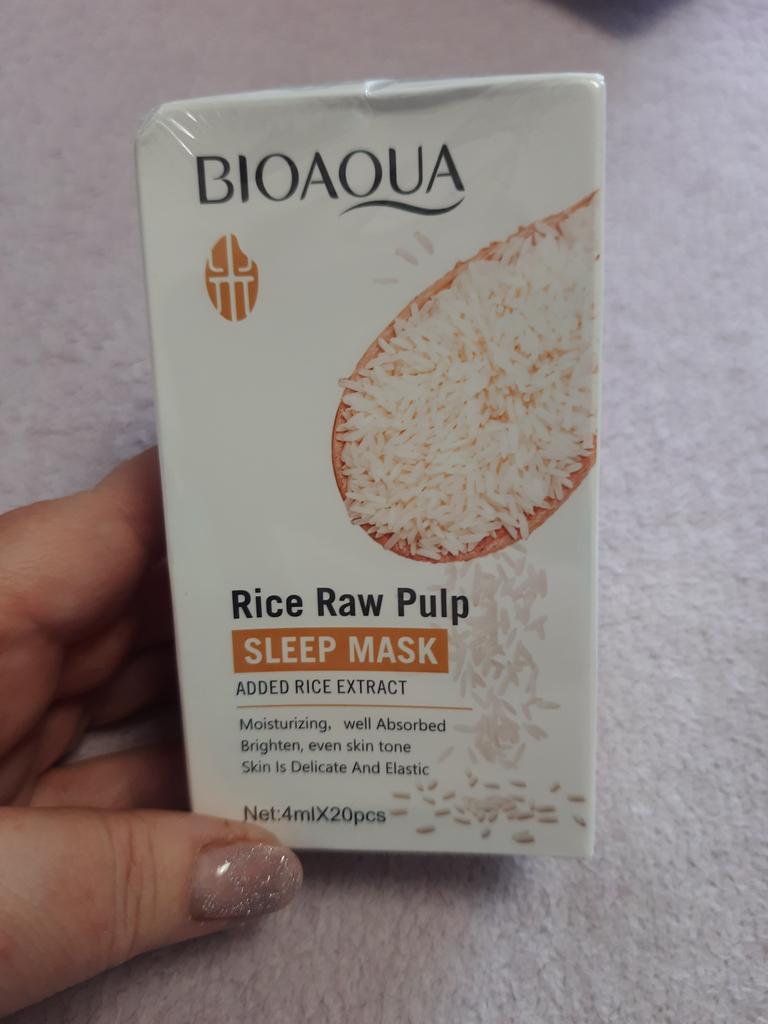 BIOAQUA
Rice Raw Pulp
SLEEP MASK
ADDED RICE EXTRACT
Moisturizing, well Absorbed
Brighten, even skin tone
Skin Is Delicate And Elastic
Net:4mlX20pcs